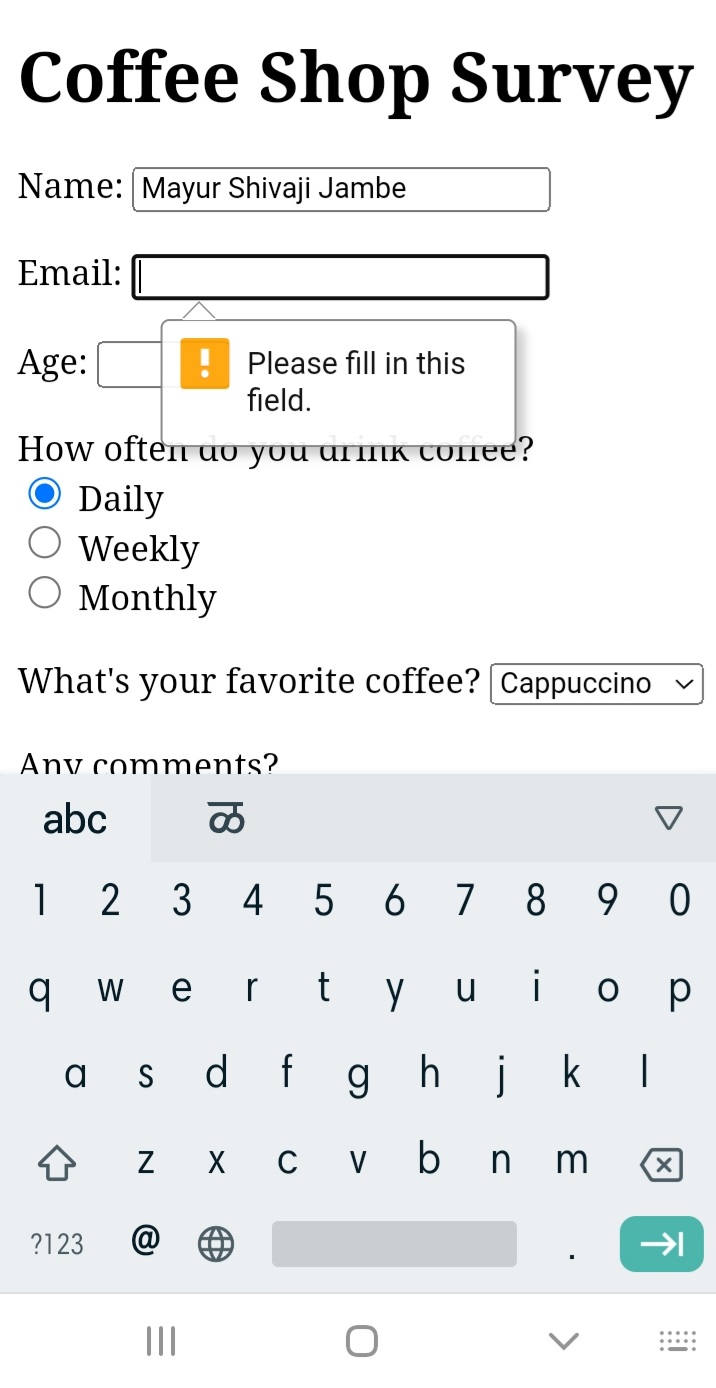 Coffee Shop Survey
Name: Mayur Shivaji Jambe
Email:
Please fill in this
field.
Age:
How often do you drink coffee?
Daily
Weekly
Monthly
What's your favorite coffee? Cappuccino
Any comments?
abc
1 2 3 4 5 6 7 8 9 0
q w e r t y u i o p
a s d f g h j k l
z x c v b n m
?123 @ .